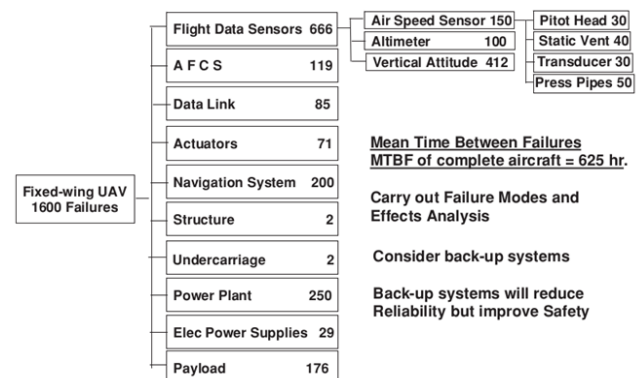 Fixed-wing UAV
1600 Failures
Flight Data Sensors 666
A F C S 119
Data Link 85
Actuators 71
Navigation System 200
Structure 2
Undercarriage 2
Power Plant 250
Elec Power Supplies 29
Payload 176
Air Speed Sensor 150
Altimeter 100
Vertical Attitude 412
Pitot Head 30
Static Vent 40
Transducer 30
Press Pipes 50
Mean Time Between Failures
MTBF of complete aircraft = 625 hr.
Carry out Failure Modes and
Effects Analysis
Consider back-up systems
Back-up systems will reduce
Reliability but improve Safety